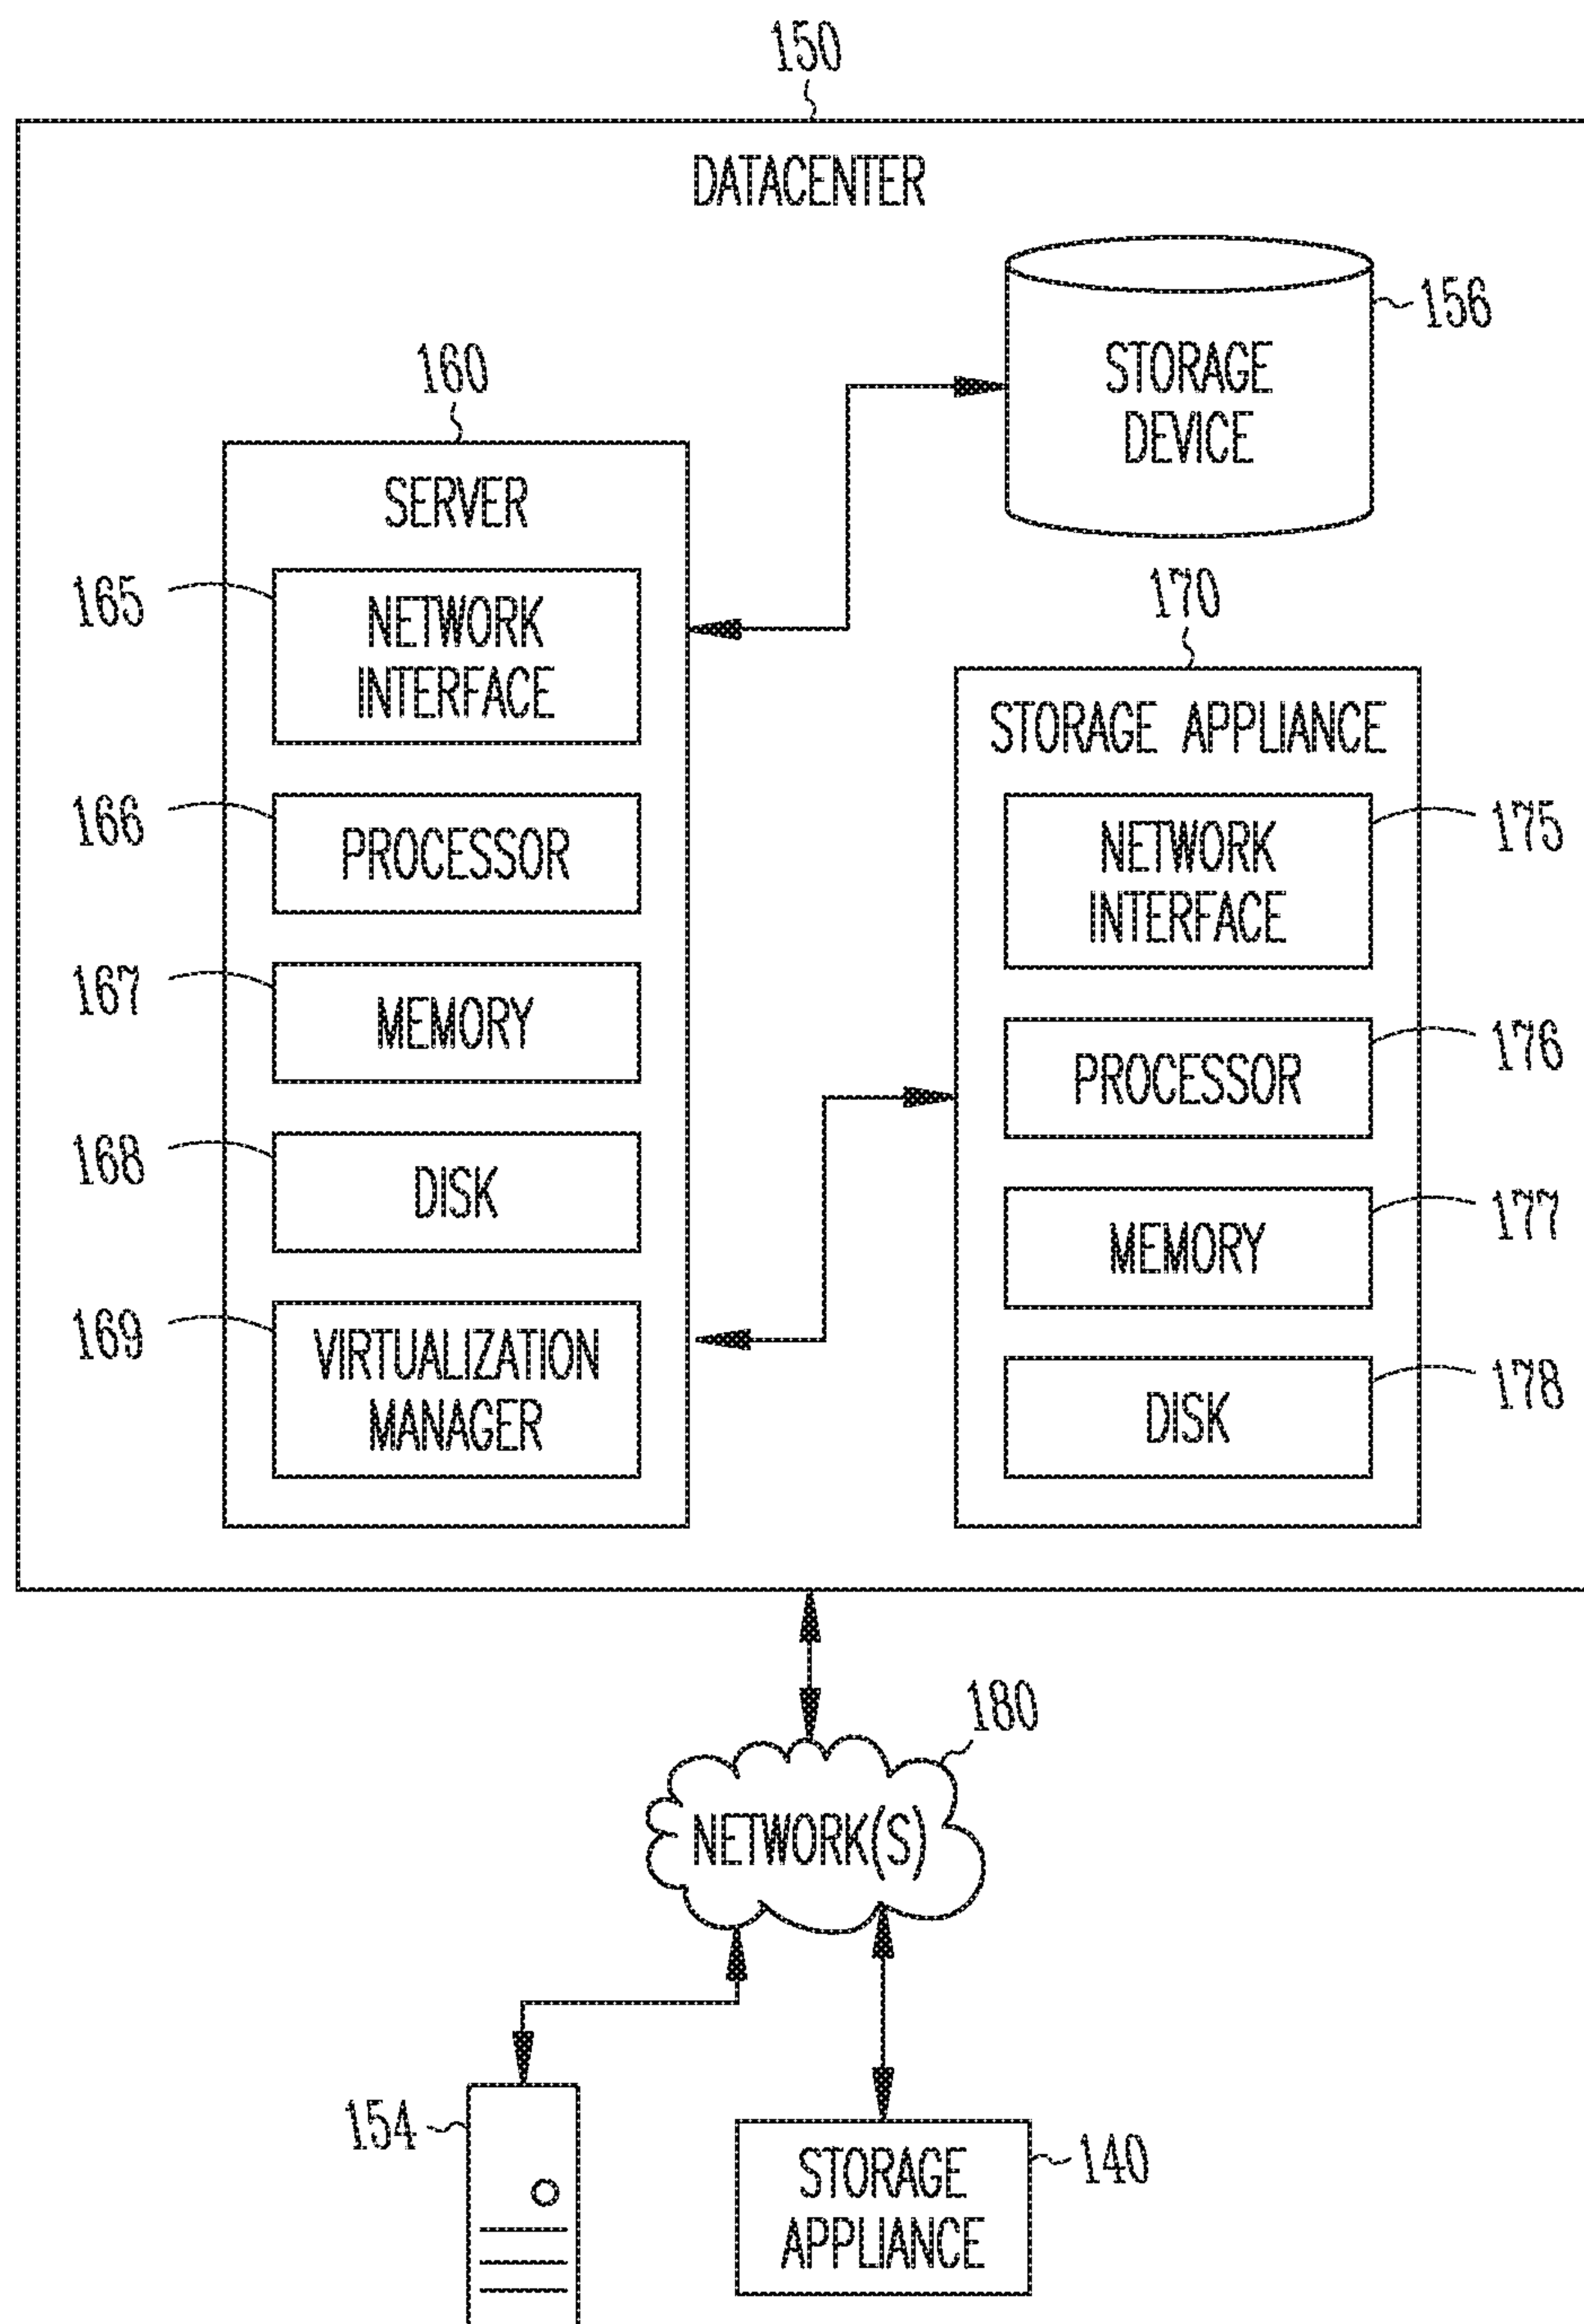 150
DATACENTER
156
STORAGE
DEVICE
160
SERVER
165
NETWORK
INTERFACE
166
PROCESSOR
167
MEMORY
168
DISK
169
VIRTUALIZATION
MANAGER
170
STORAGE APPLIANCE
175
NETWORK
INTERFACE
176
PROCESSOR
177
MEMORY
178
DISK
180
NETWORK(S)
154
140
STORAGE
APPLIANCE